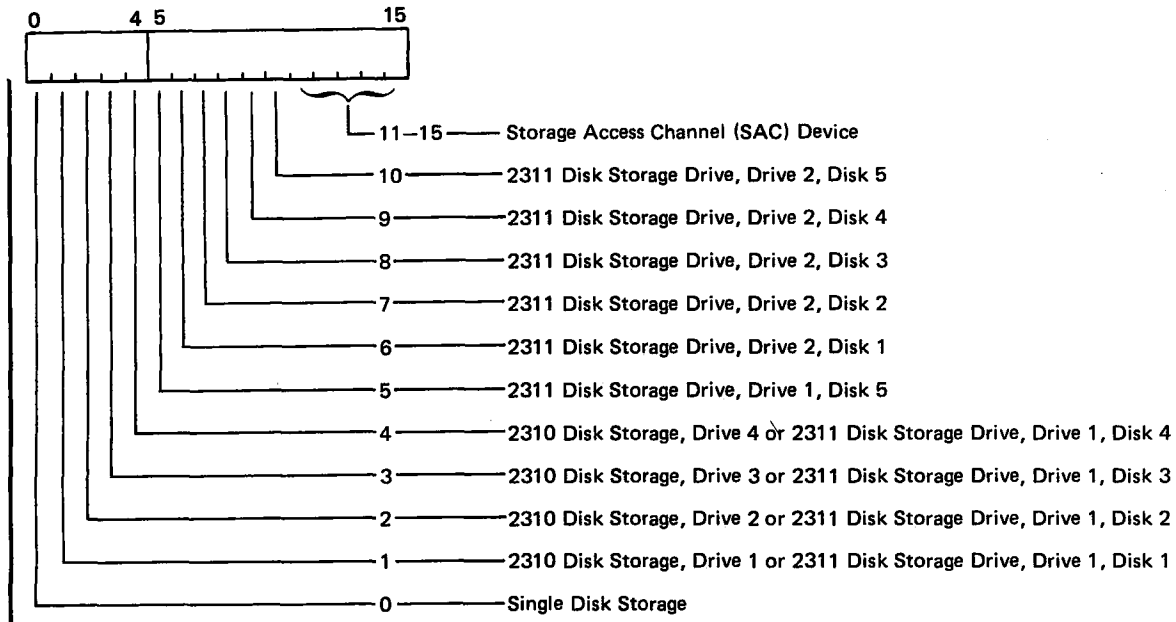 0 4 5 15
11–15 Storage Access Channel (SAC) Device
10 2311 Disk Storage Drive, Drive 2, Disk 5
9 2311 Disk Storage Drive, Drive 2, Disk 4
8 2311 Disk Storage Drive, Drive 2, Disk 3
7 2311 Disk Storage Drive, Drive 2, Disk 2
6 2311 Disk Storage Drive, Drive 2, Disk 1
5 2311 Disk Storage Drive, Drive 1, Disk 5
4 2310 Disk Storage, Drive 4 or 2311 Disk Storage Drive, Drive 1, Disk 4
3 2310 Disk Storage, Drive 3 or 2311 Disk Storage Drive, Drive 1, Disk 3
2 2310 Disk Storage, Drive 2 or 2311 Disk Storage Drive, Drive 1, Disk 2
1 2310 Disk Storage, Drive 1 or 2311 Disk Storage Drive, Drive 1, Disk 1
0 Single Disk Storage